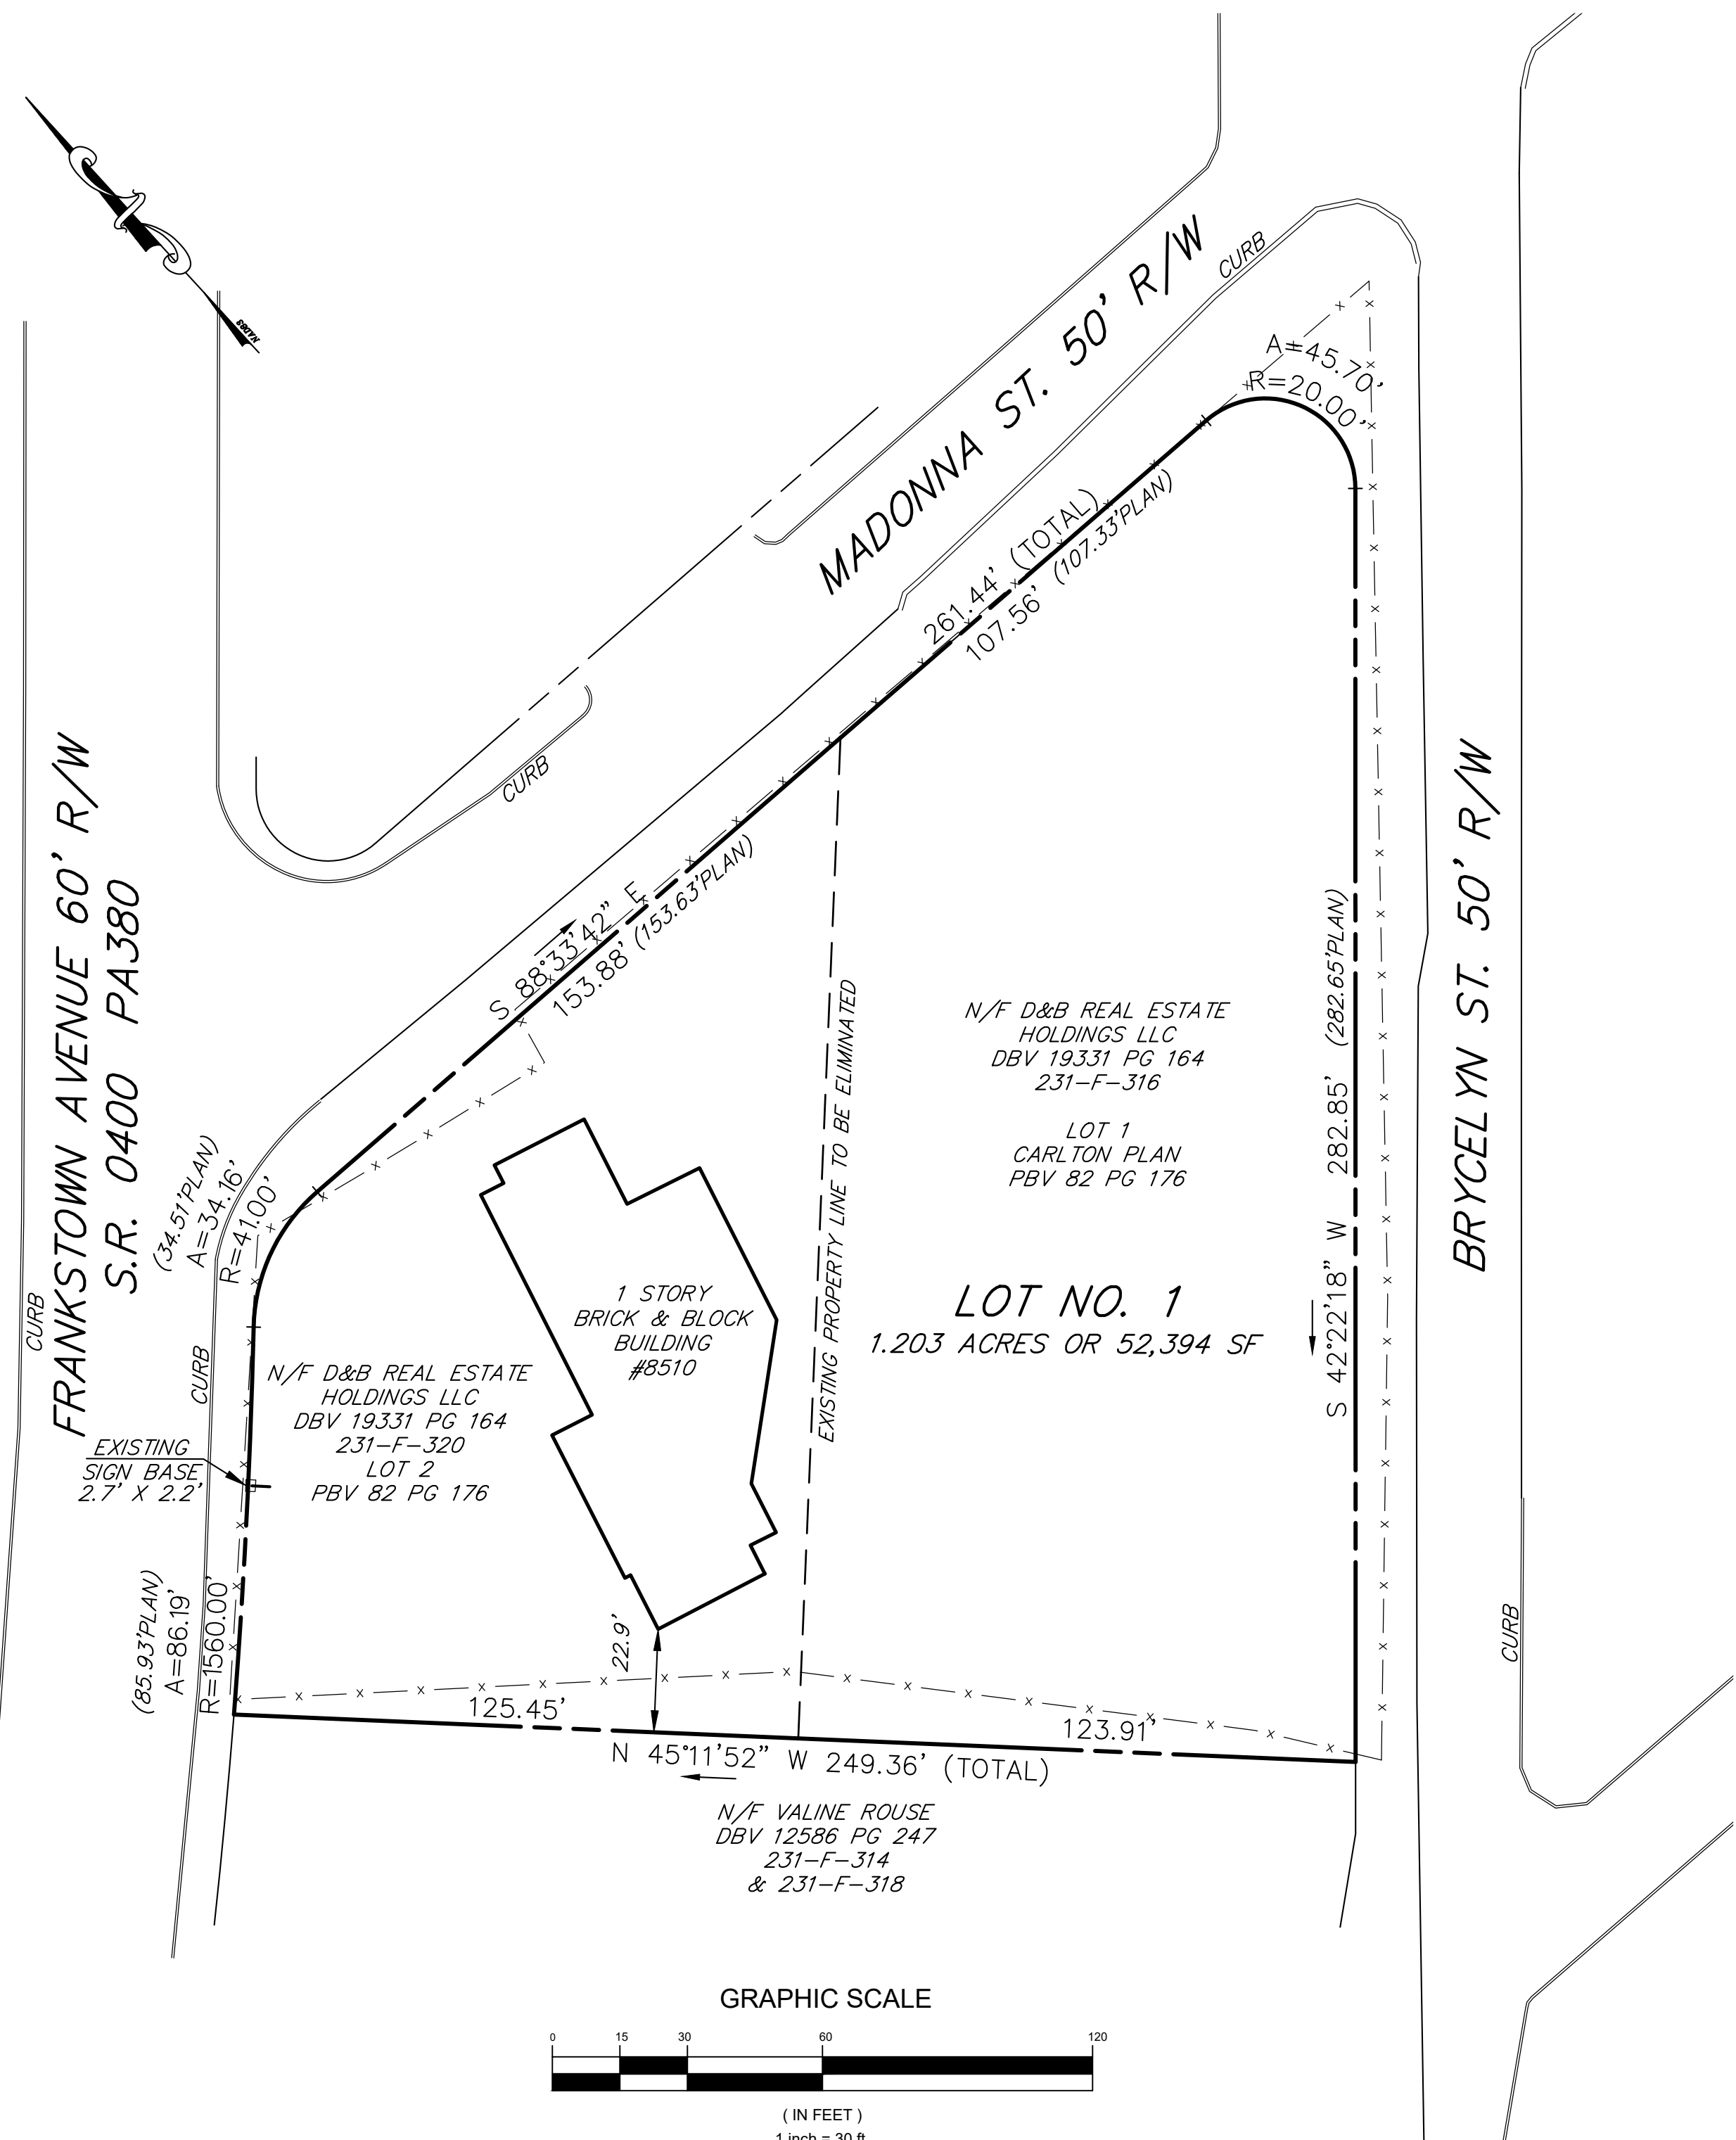 NAD83
MADONNA ST. 50' R/W
CURB
A=45.70'
R=20.00'
261.44' (TOTAL)
107.56' (107.33'PLAN)
CURB
S 88°33'42" E
153.88' (153.63'PLAN)
FRANKSTOWN AVENUE 60' R/W
S.R. 0400 PA380
CURB
(34.51'PLAN)
A=34.16'
R=41.00'
CURB
EXISTING PROPERTY LINE TO BE ELIMINATED
N/F D&B REAL ESTATE
HOLDINGS LLC
DBV 19331 PG 164
231-F-316
LOT 1
CARLTON PLAN
PBV 82 PG 176
LOT NO. 1
1.203 ACRES OR 52,394 SF
S 42°22'18" W 282.85' (282.65'PLAN)
BRYCELYN ST. 50' R/W
CURB
1 STORY
BRICK & BLOCK
BUILDING
#8510
N/F D&B REAL ESTATE
HOLDINGS LLC
DBV 19331 PG 164
231-F-320
LOT 2
PBV 82 PG 176
EXISTING
SIGN BASE
2.7' X 2.2'
(85.93'PLAN)
A=86.19'
R=1560.00'
22.9'
125.45'
123.91'
N 45°11'52" W 249.36' (TOTAL)
N/F VALINE ROUSE
DBV 12586 PG 247
231-F-314
& 231-F-318
GRAPHIC SCALE
0 15 30 60 120
( IN FEET )
1 inch = 30 ft.